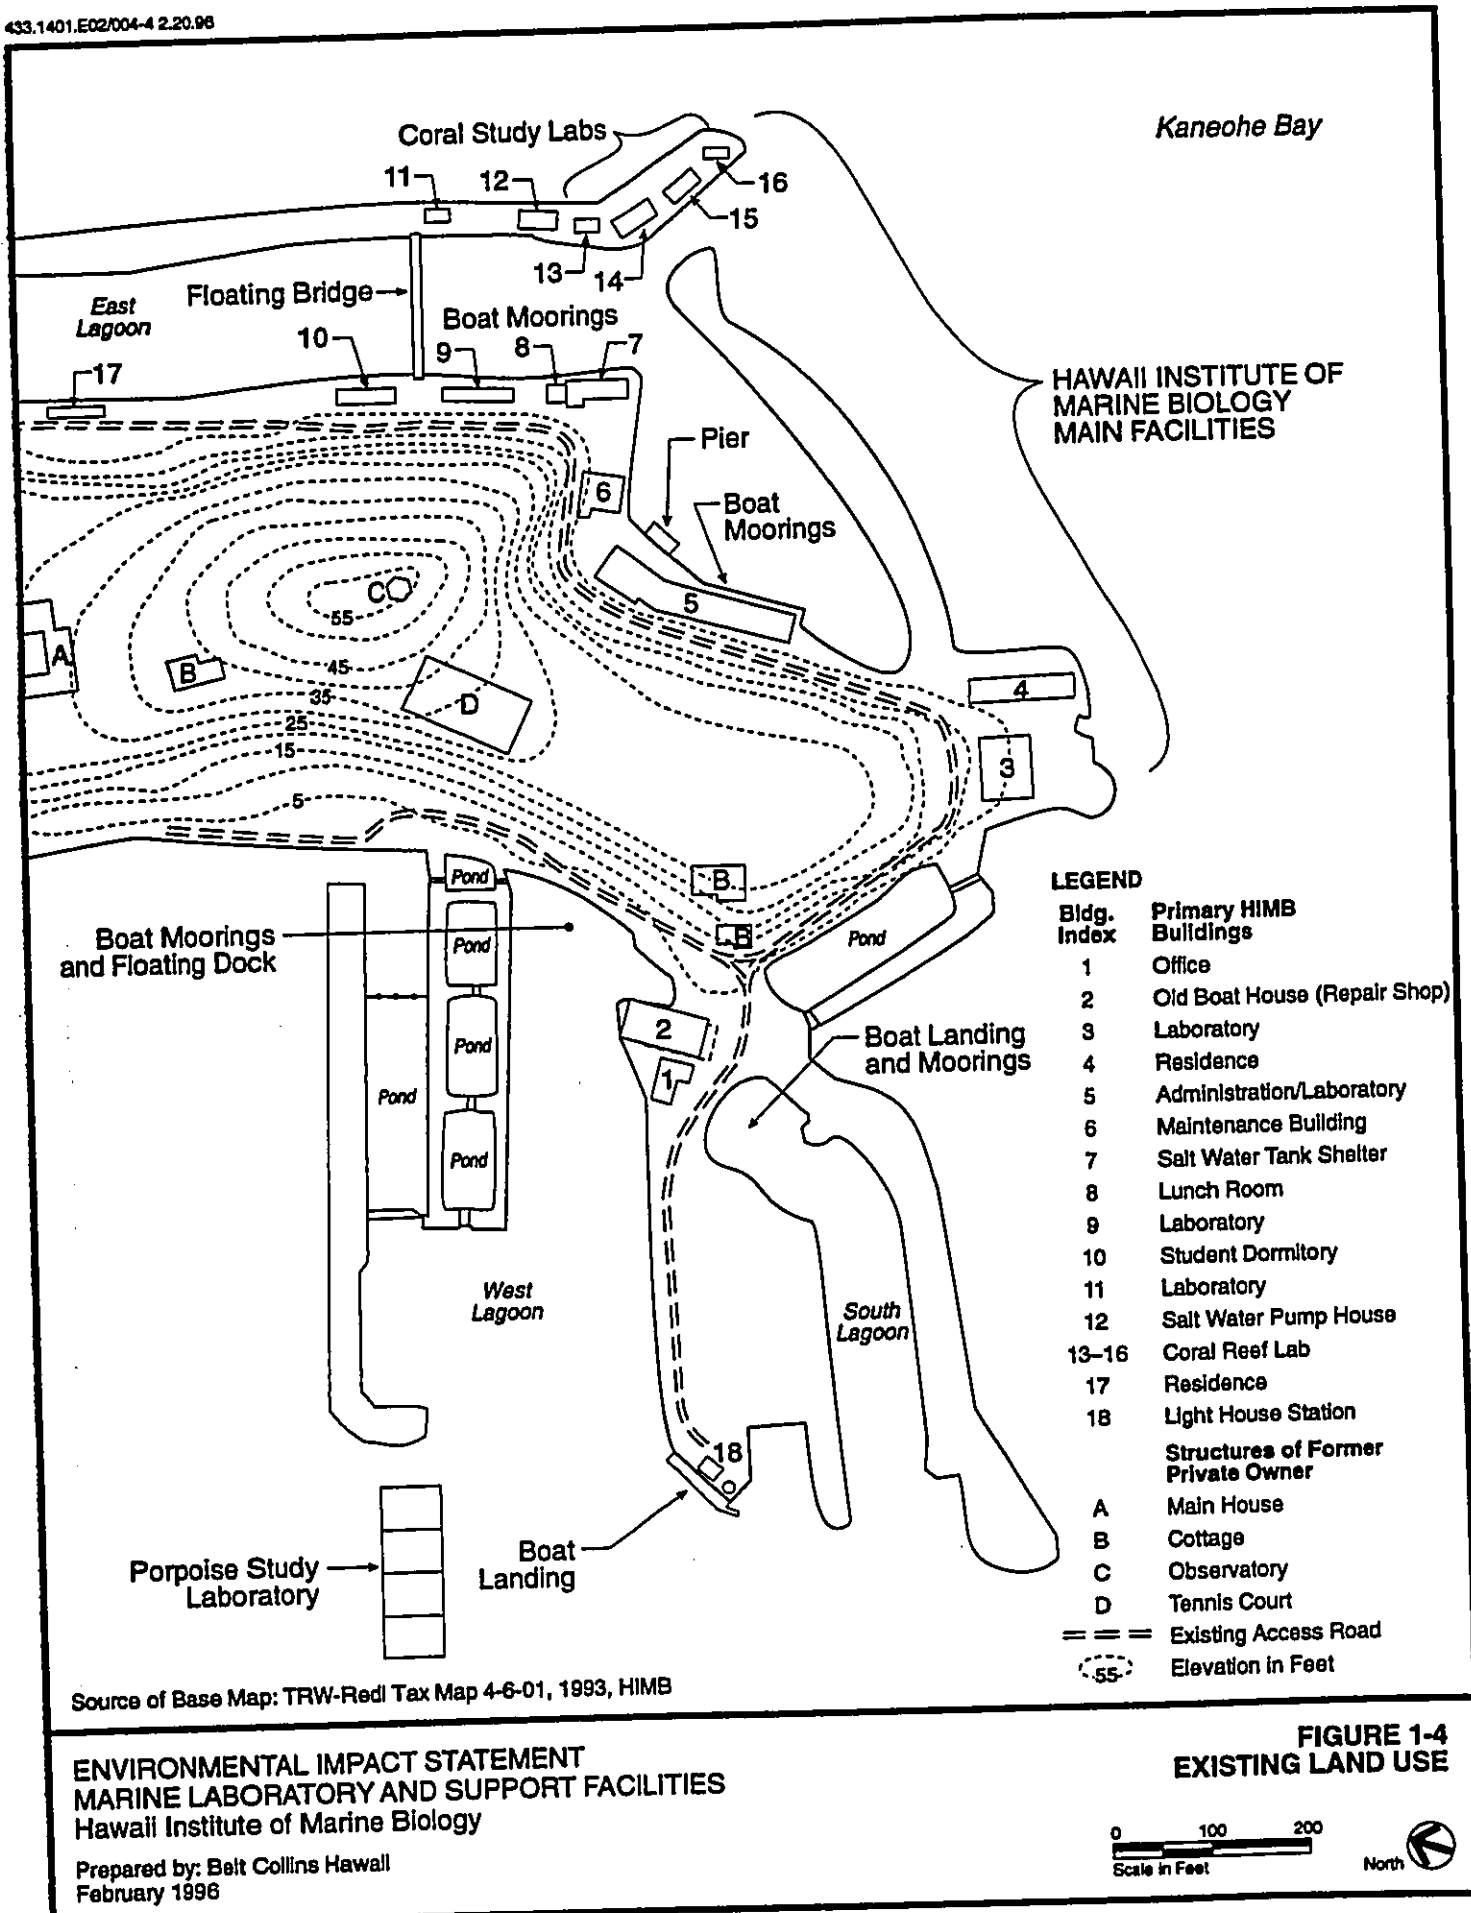 433.1401.E02/004-4 2.20.96
Kaneohe Bay
Coral Study Labs
11
12
16
15
13
14
East
Lagoon
Floating Bridge
Boat Moorings
10
9
8
7
17
HAWAII INSTITUTE OF
MARINE BIOLOGY
MAIN FACILITIES
Pier
6
Boat
Moorings
C
55
5
A
B
45
4
35
D
25
15
3
5
B
Pond
LEGEND
Bldg. Index Primary HIMB Buildings
1 Office
2 Old Boat House (Repair Shop)
3 Laboratory
4 Residence
5 Administration/Laboratory
6 Maintenance Building
7 Salt Water Tank Shelter
8 Lunch Room
9 Laboratory
10 Student Dormitory
11 Laboratory
12 Salt Water Pump House
13–16 Coral Reef Lab
17 Residence
18 Light House Station
Structures of Former
Private Owner
A Main House
B Cottage
C Observatory
D Tennis Court
Existing Access Road
55 Elevation in Feet
Boat Moorings
and Floating Dock
Pond
B
Pond
2
Boat Landing
and Moorings
Pond
1
Pond
Pond
West
Lagoon
South
Lagoon
18
Boat
Landing
Porpoise Study
Laboratory
Source of Base Map: TRW-Redi Tax Map 4-6-01, 1993, HIMB
ENVIRONMENTAL IMPACT STATEMENT
MARINE LABORATORY AND SUPPORT FACILITIES
Hawaii Institute of Marine Biology
Prepared by: Belt Collins Hawaii
February 1996
FIGURE 1-4
EXISTING LAND USE
0 100 200
Scale in Feet
North